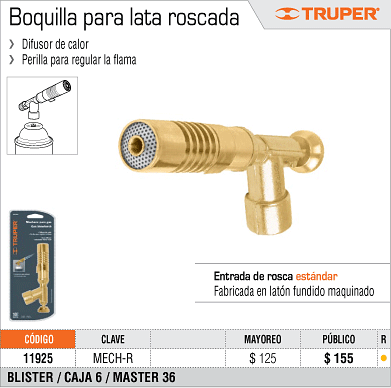 Boquilla para lata roscada
TRUPER®
Difusor de calor
Perilla para regular la flama
TRUPER
Entrada de rosca estándar
Fabricada en latón fundido maquinado
CÓDIGO CLAVE MAYOREO PÚBLICO R
11925 MECH-R $ 125 $ 155
BLISTER / CAJA 6 / MASTER 36